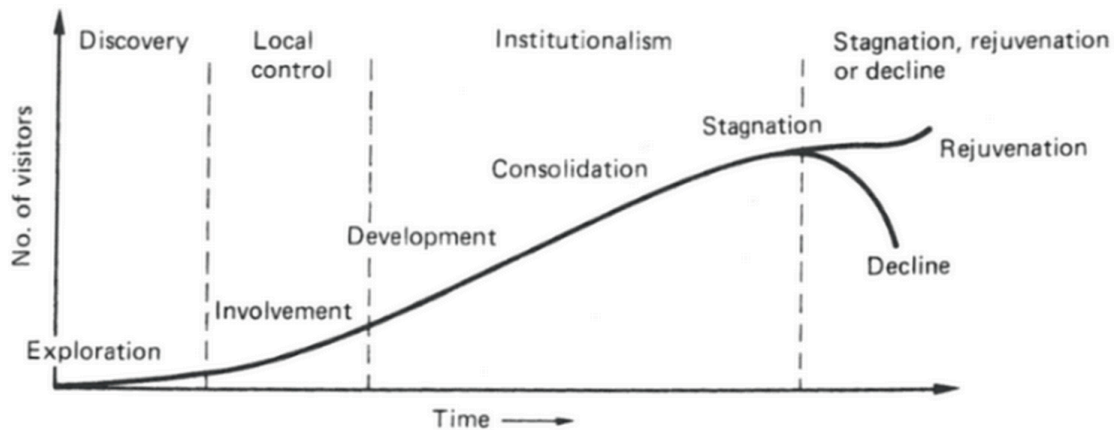 Discovery
Local
control
Institutionalism
Stagnation, rejuvenation
or decline
No. of visitors
Stagnation
Rejuvenation
Consolidation
Development
Decline
Involvement
Exploration
Time